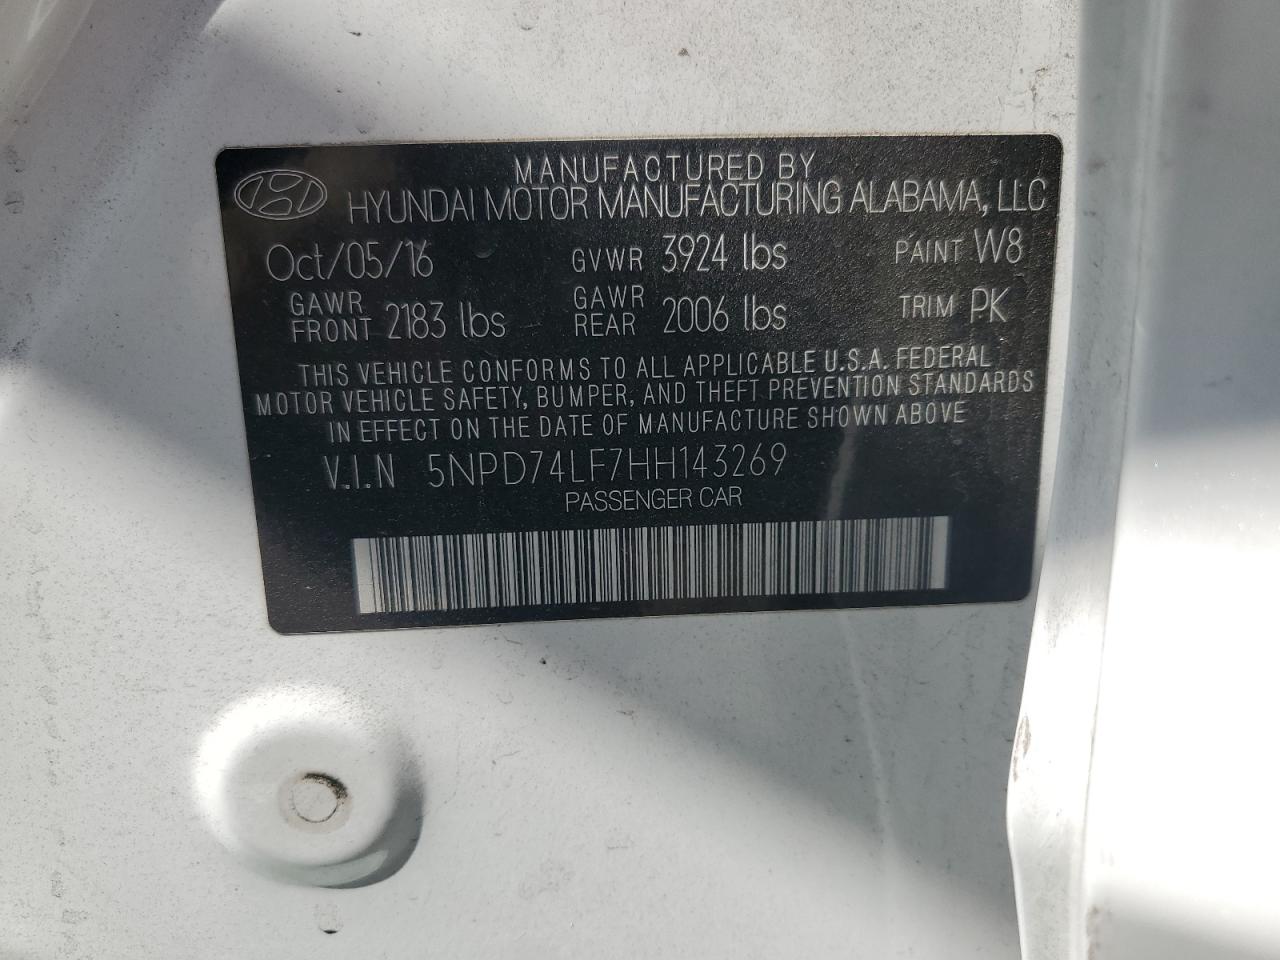 MANUFACTURED BY
HYUNDAI MOTOR MANUFACTURING ALABAMA, LLC
Oct/05/16 GVWR 3924 lbs PAINT W8
GAWR FRONT 2183 lbs GAWR REAR 2006 lbs TRIM PK
THIS VEHICLE CONFORMS TO ALL APPLICABLE U.S.A. FEDERAL
MOTOR VEHICLE SAFETY, BUMPER, AND THEFT PREVENTION STANDARDS
IN EFFECT ON THE DATE OF MANUFACTURE SHOWN ABOVE
V.I.N 5NPD74LF7HH143269
PASSENGER CAR